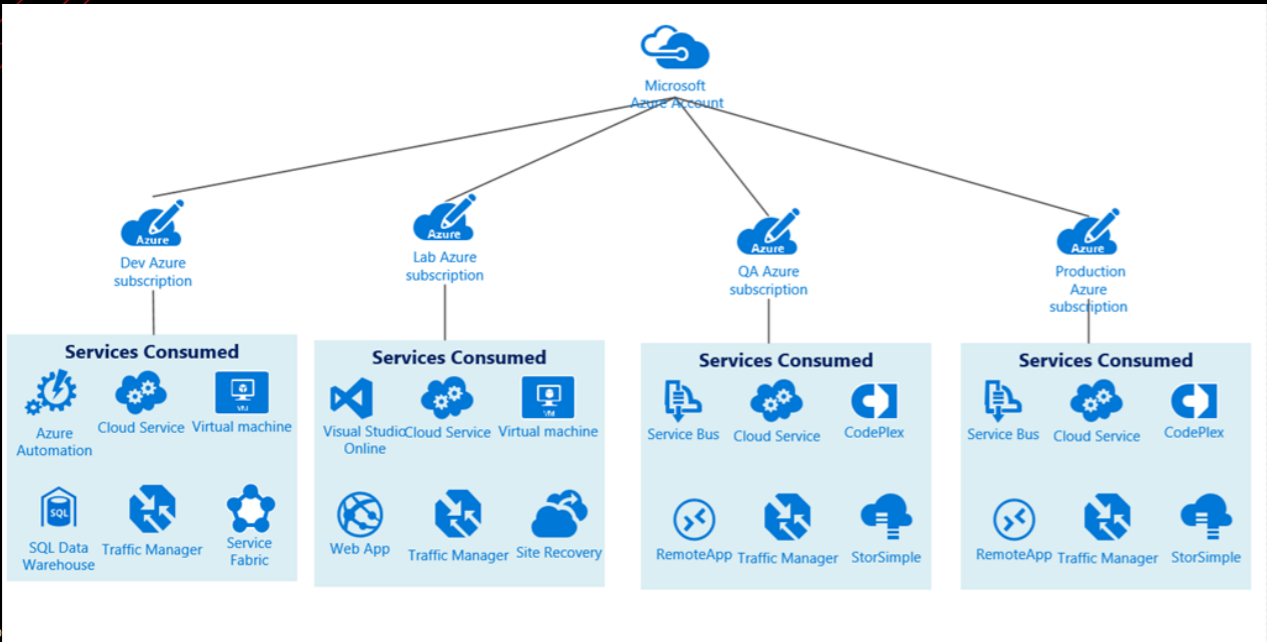 Microsoft
Azure Account
Azure
Dev Azure
subscription
Azure
Lab Azure
subscription
Azure
QA Azure
subscription
Azure
Production
Azure
subscription
Services Consumed
Azure
Automation
Cloud Service
VM
Virtual machine
SQL
SQL Data
Warehouse
Traffic Manager
Service
Fabric
Services Consumed
Visual Studio
Online
Cloud Service
VM
Virtual machine
Web App
Traffic Manager
Site Recovery
Services Consumed
Service Bus
Cloud Service
CodePlex
RemoteApp
Traffic Manager
StorSimple
Services Consumed
Service Bus
Cloud Service
CodePlex
RemoteApp
Traffic Manager
StorSimple